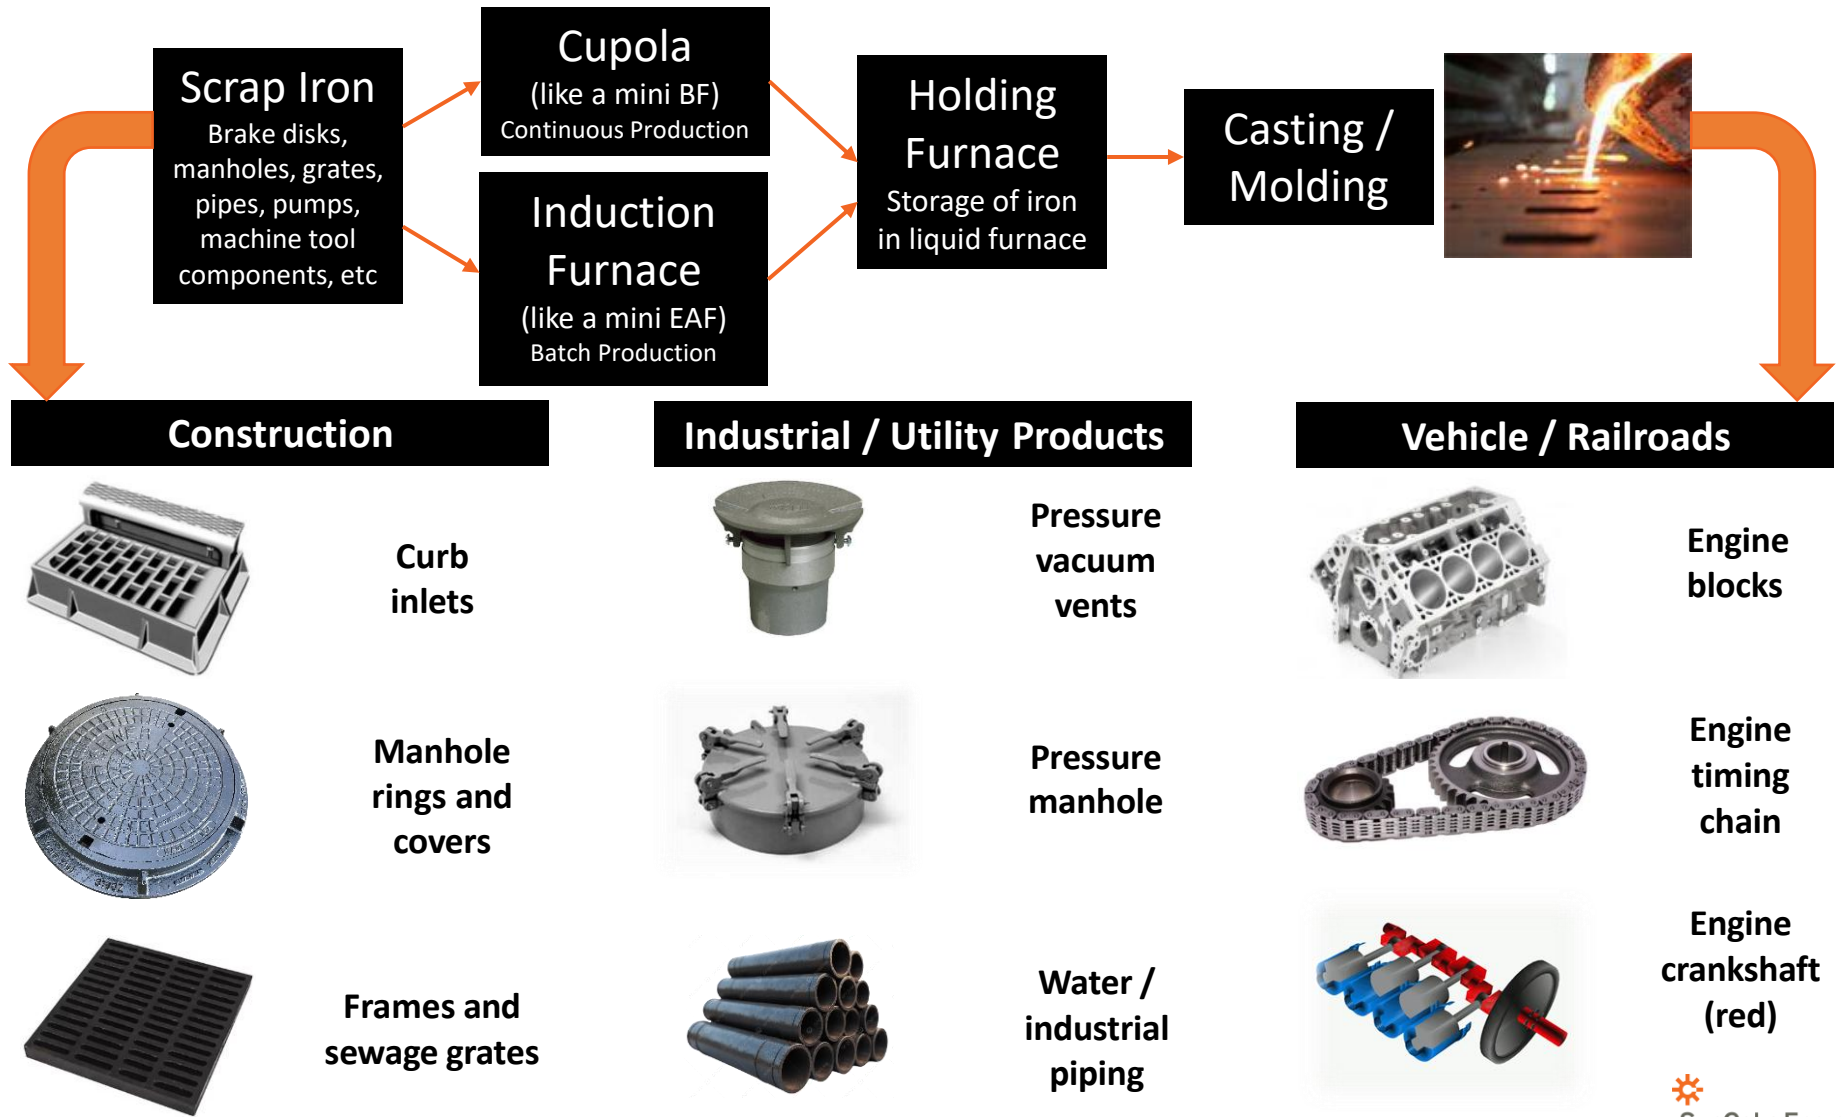 Scrap Iron
Brake disks,
manholes, grates,
pipes, pumps,
machine tool
components, etc
Cupola
(like a mini BF)
Continuous Production
Induction
Furnace
(like a mini EAF)
Batch Production
Holding
Furnace
Storage of iron
in liquid furnace
Casting /
Molding
Construction
Curb
inlets
Manhole
rings and
covers
Frames and
sewage grates
Industrial / Utility Products
Pressure
vacuum
vents
Pressure
manhole
Water /
industrial
piping
Vehicle / Railroads
Engine
blocks
Engine
timing
chain
Engine
crankshaft
(red)